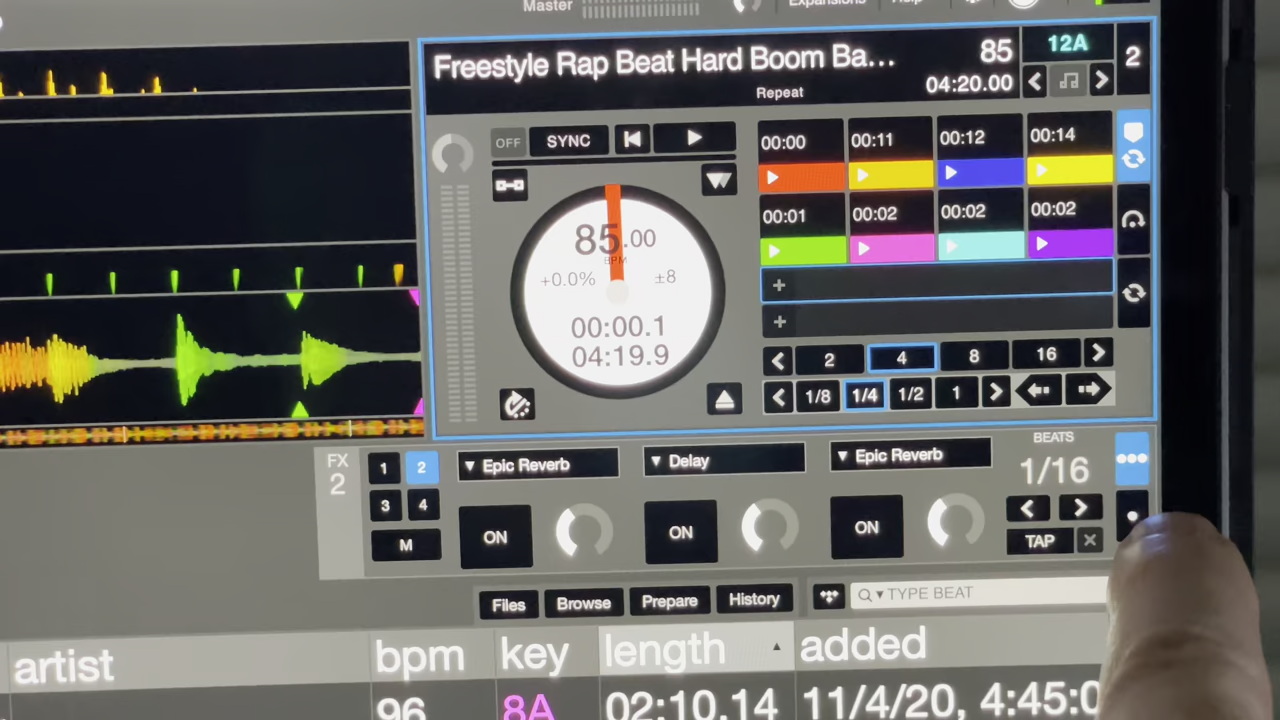 Master Expansions Help
Freestyle Rap Beat Hard Boom Ba... 85 12A 2
Repeat 04:20.00
OFF SYNC 00:00 00:11 00:12 00:14
00:01 00:02 00:02 00:02
85.00
BPM
+0.0% ±8
00:00.1
04:19.9
+
+
2 4 8 16
1/8 1/4 1/2 1
FX
2
1 2
3 4
M
Epic Reverb Delay Epic Reverb
ON ON ON
BEATS
1/16
TAP
Files Browse Prepare History TYPE BEAT
artist bpm key length added
96 8A 02:10.14 11/4/20, 4:45:0